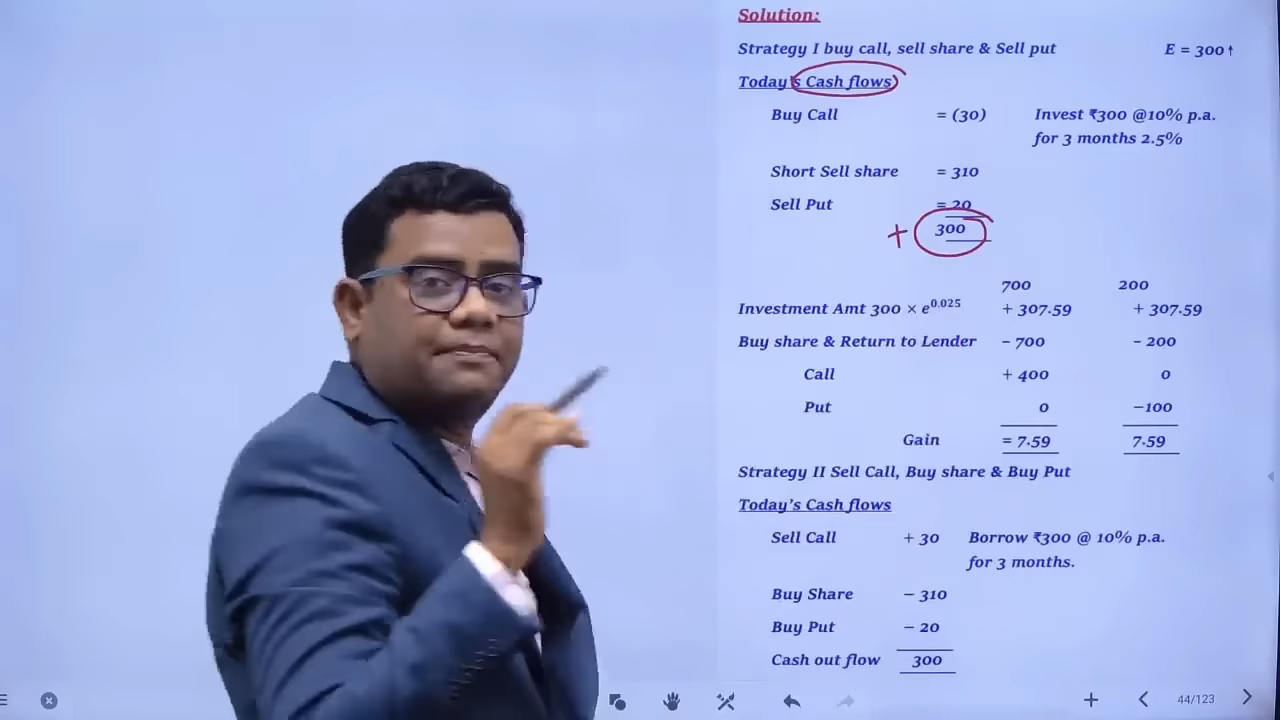 Solution:
Strategy I buy call, sell share & Sell put E = 300↑
Today's Cash flows
Buy Call = (30) Invest ₹300 @10% p.a.
for 3 months 2.5%
Short Sell share = 310
Sell Put = 20
+ 300
700 200
Investment Amt 300 × e^0.025 + 307.59 + 307.59
Buy share & Return to Lender – 700 – 200
Call + 400 0
Put 0 –100
Gain = 7.59 7.59
Strategy II Sell Call, Buy share & Buy Put
Today's Cash flows
Sell Call + 30 Borrow ₹300 @ 10% p.a.
for 3 months.
Buy Share – 310
Buy Put – 20
Cash out flow 300
44/123